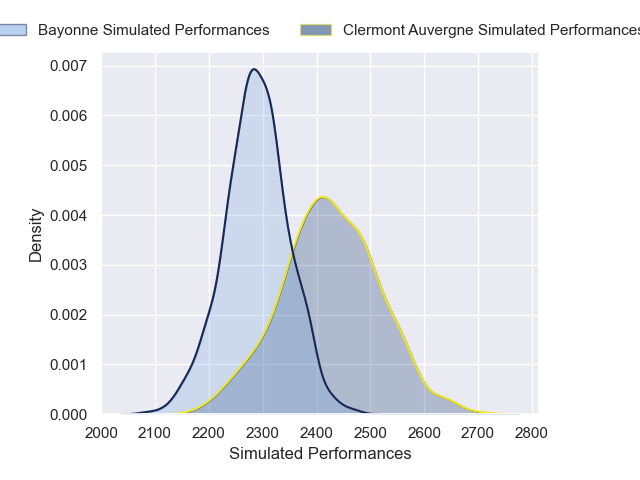 Bayonne Simulated Performances Clermont Auvergne Simulated Performances
0.007
0.006
0.005
0.004
0.003
0.002
0.001
0.000
Density
2000 2100 2200 2300 2400 2500 2600 2700 2800
Simulated Performances